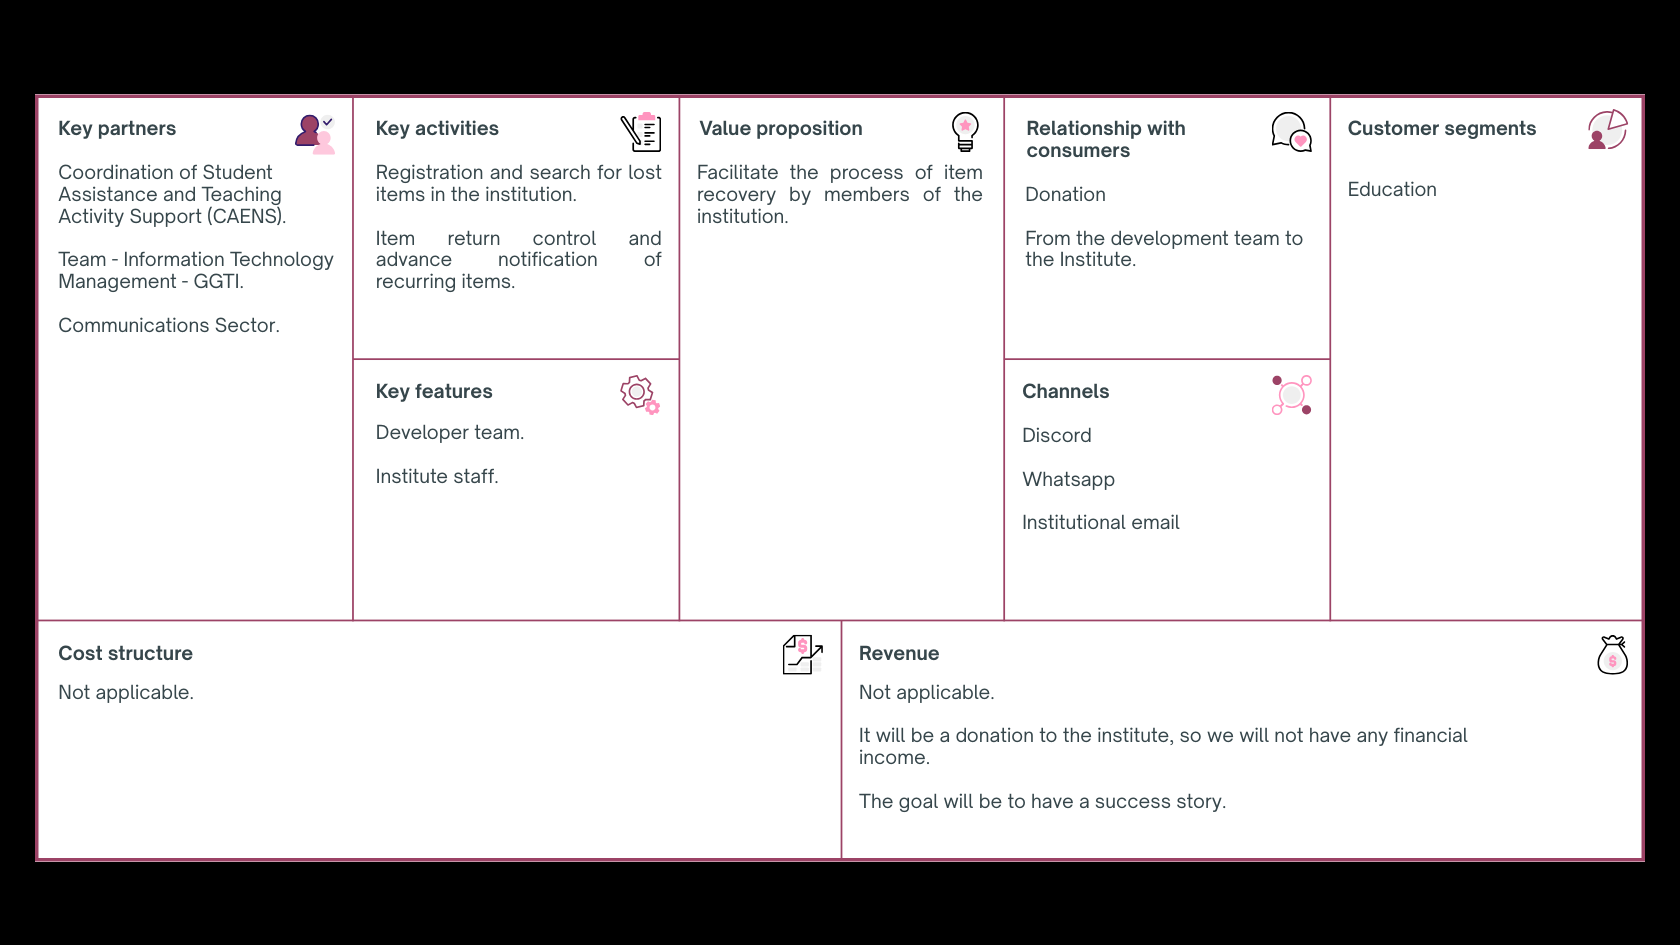 Key partners
Coordination of Student
Assistance and Teaching
Activity Support (CAENS).
Team - Information Technology
Management - GGTI.
Communications Sector.
Key activities
Registration and search for lost
items in the institution.
Item return control and
advance notification of
recurring items.
Key features
Developer team.
Institute staff.
Value proposition
Facilitate the process of item
recovery by members of the
institution.
Relationship with
consumers
Donation
From the development team to
the Institute.
Channels
Discord
Whatsapp
Institutional email
Customer segments
Education
Cost structure
$
Not applicable.
Revenue
$
Not applicable.
It will be a donation to the institute, so we will not have any financial
income.
The goal will be to have a success story.